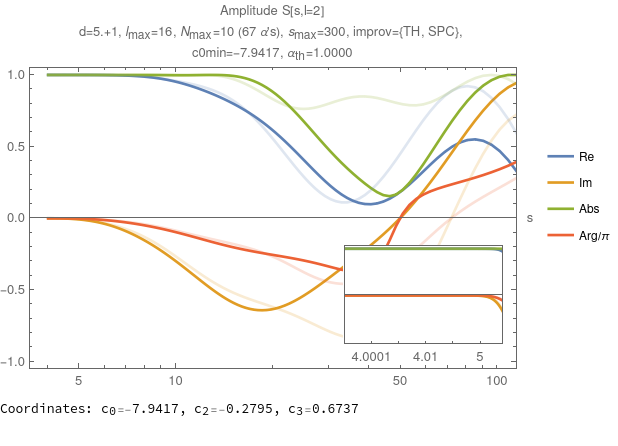 Amplitude S[s,l=2]
d=5.+1, lmax=16, Nmax=10 (67 α's), smax=300, improv={TH, SPC},
c0min=-7.9417, αth=1.0000
1.0
0.5
0.0
-0.5
-1.0
s
4.0001 4.01 5
5 10 50 100
Re
Im
Abs
Arg/π
Coordinates: c0=-7.9417, c2=-0.2795, c3=0.6737